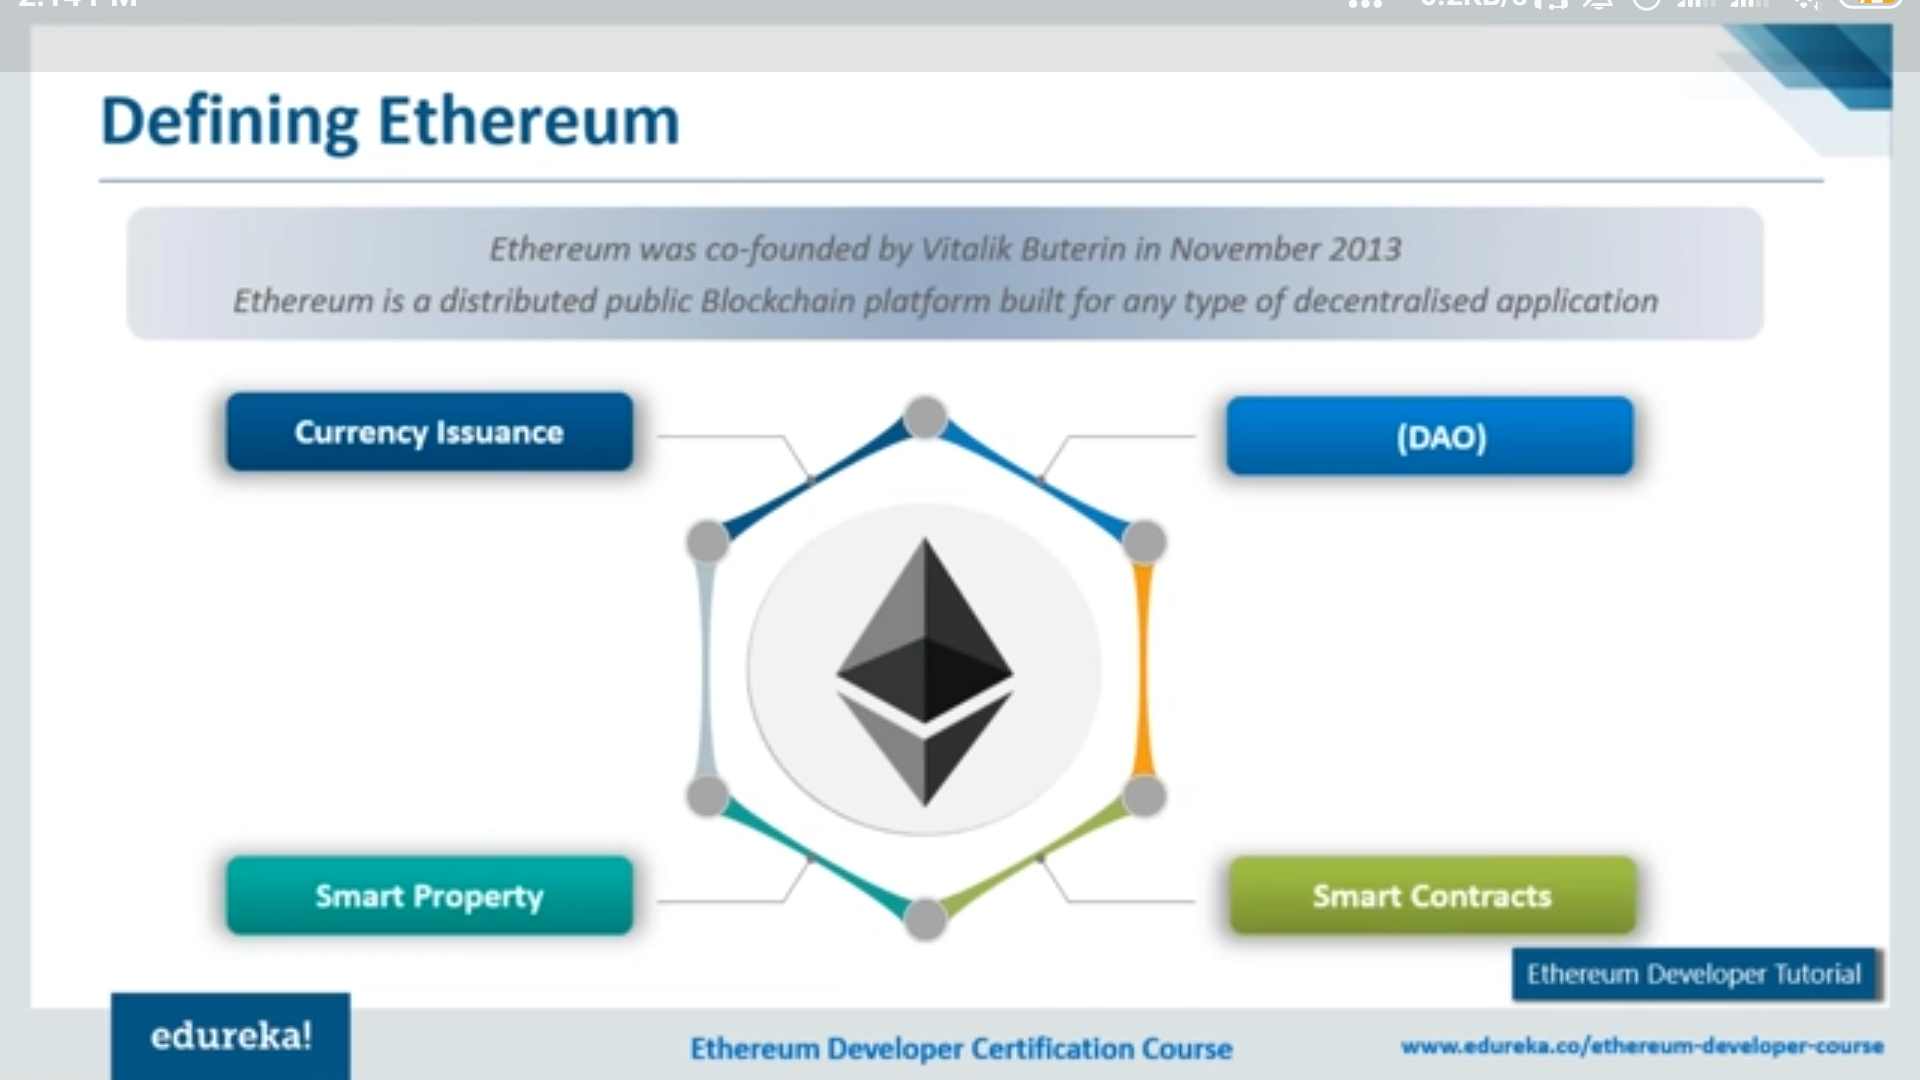 Defining Ethereum
Ethereum was co-founded by Vitalik Buterin in November 2013
Ethereum is a distributed public Blockchain platform built for any type of decentralised application
Currency Issuance
(DAO)
Smart Property
Smart Contracts
Ethereum Developer Tutorial
edureka!
Ethereum Developer Certification Course
www.edureka.co/ethereum-developer-course